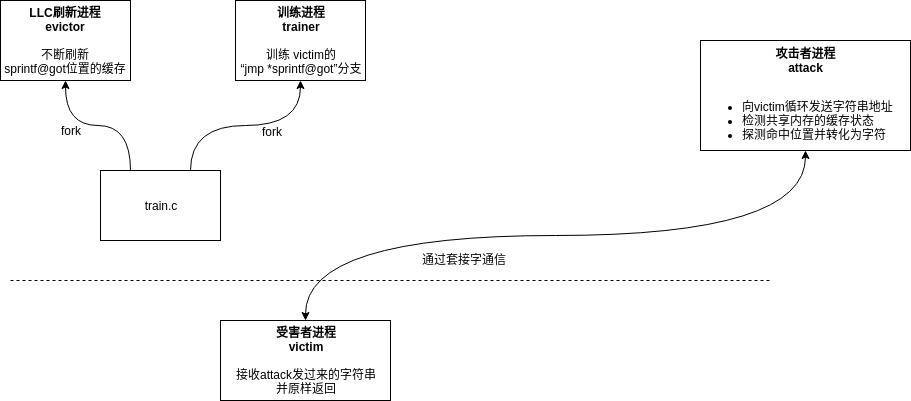 LLC刷新进程
evictor
不断刷新
sprintf@got位置的缓存
训练进程
trainer
训练 victim的
“jmp *sprintf@got”分支
攻击者进程
attack
向victim循环发送字符串地址
检测共享内存的缓存状态
探测命中位置并转化为字符
fork
fork
train.c
通过套接字通信
受害者进程
victim
接收attack发过来的字符串
并原样返回